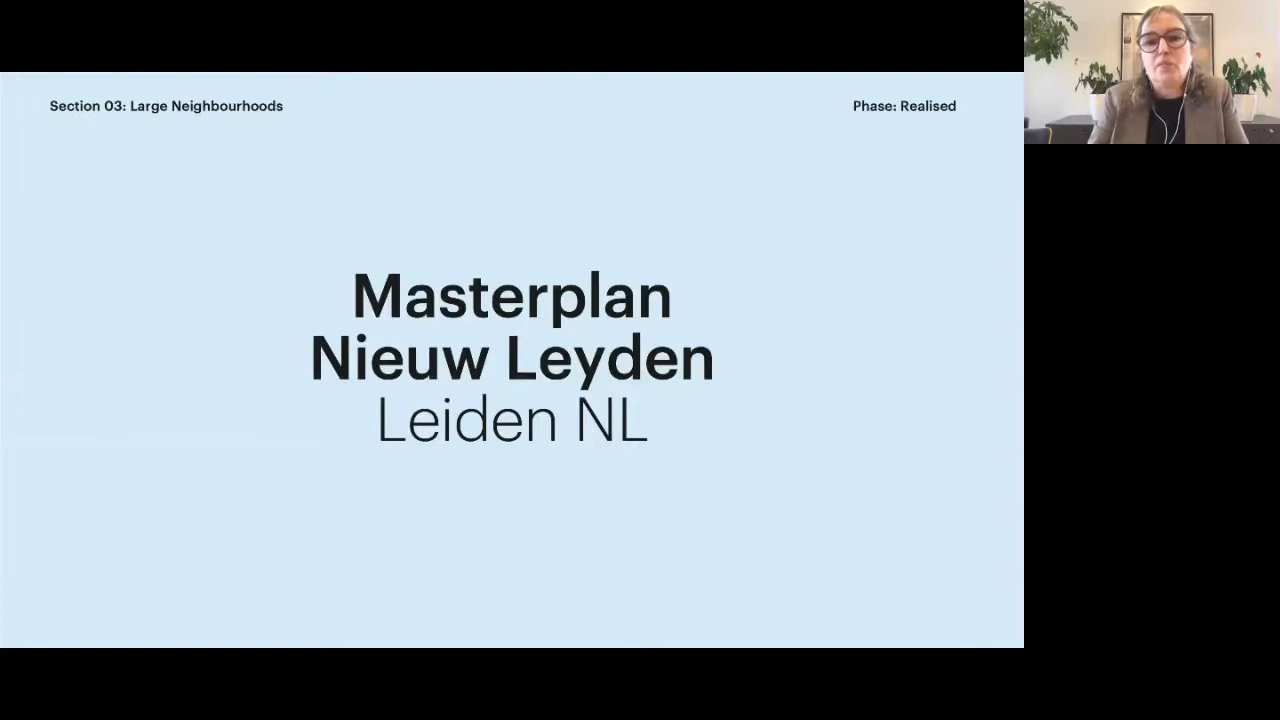 Section 03: Large Neighbourhoods
Phase: Realised
Masterplan
Nieuw Leyden
Leiden NL